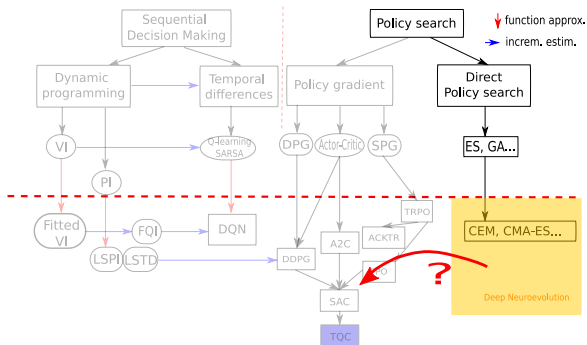 Sequential
Decision Making
Policy search
function approx.
increm. estim.
Dynamic
programming
Temporal
differences
Policy gradient
Direct
Policy search
VI
Q-learning
SARSA
DPG
Actor-Critic
SPG
ES, GA...
PI
Fitted
VI
FQI
DQN
LSPI
LSTD
DDPG
A2C
ACKTR
TRPO
CEM, CMA-ES...
?
SAC
Deep Neuroevolution
TQC